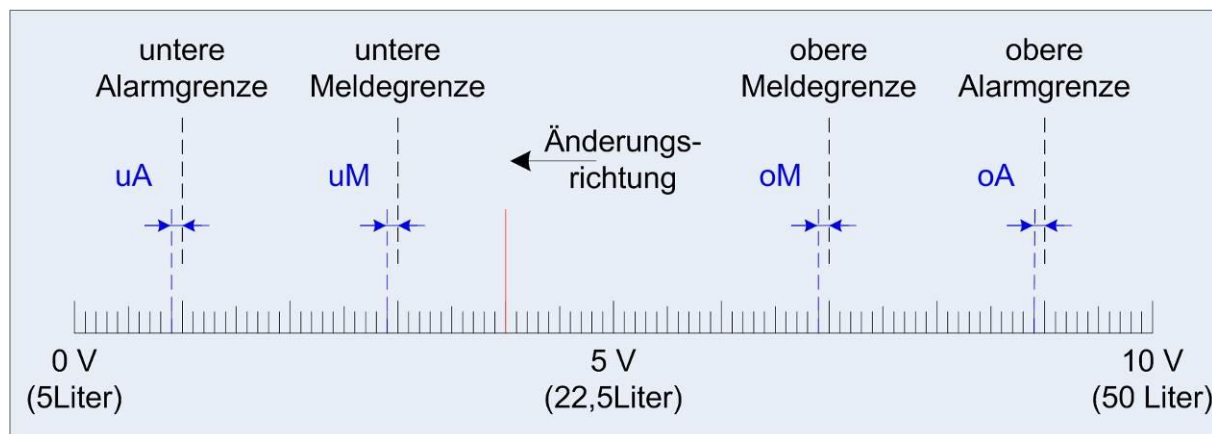 untere
Alarmgrenze
untere
Meldegrenze
obere
Meldegrenze
obere
Alarmgrenze
Änderungs-
richtung
uA
uM
oM
oA
0 V
(5Liter)
5 V
(22,5Liter)
10 V
(50 Liter)